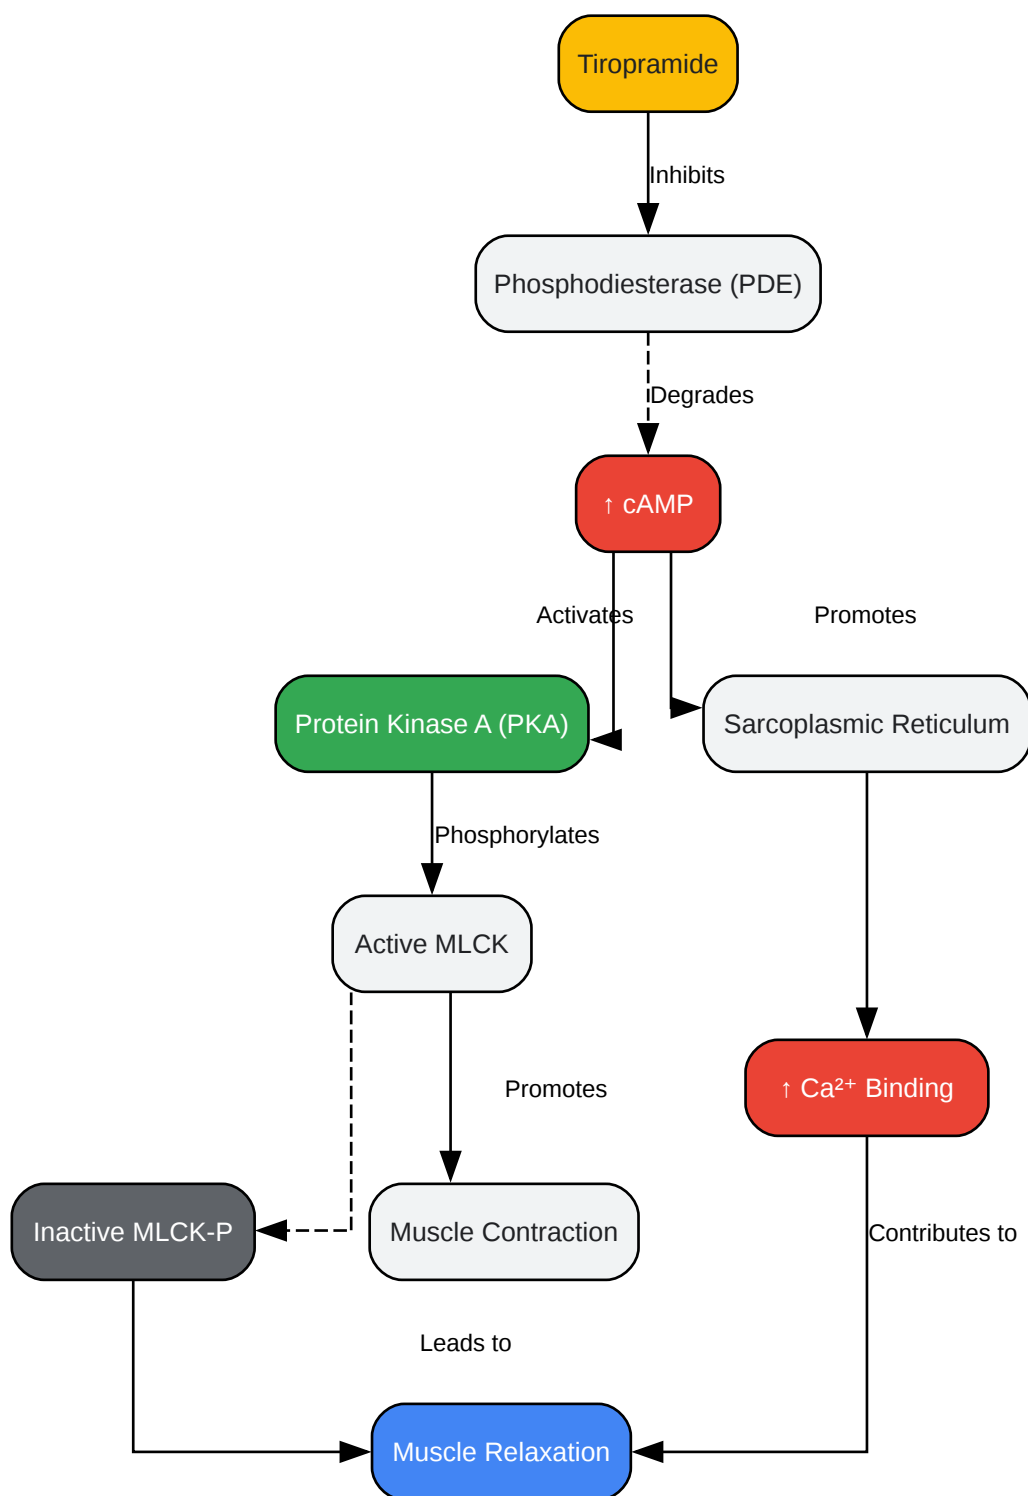 Tiropramide
Inhibits
Phosphodiesterase (PDE)
Degrades
↑ cAMP
Activates
Promotes
Protein Kinase A (PKA)
Sarcoplasmic Reticulum
Phosphorylates
Active MLCK
Promotes
↑ Ca²⁺ Binding
Inactive MLCK-P
Muscle Contraction
Contributes to
Leads to
Muscle Relaxation